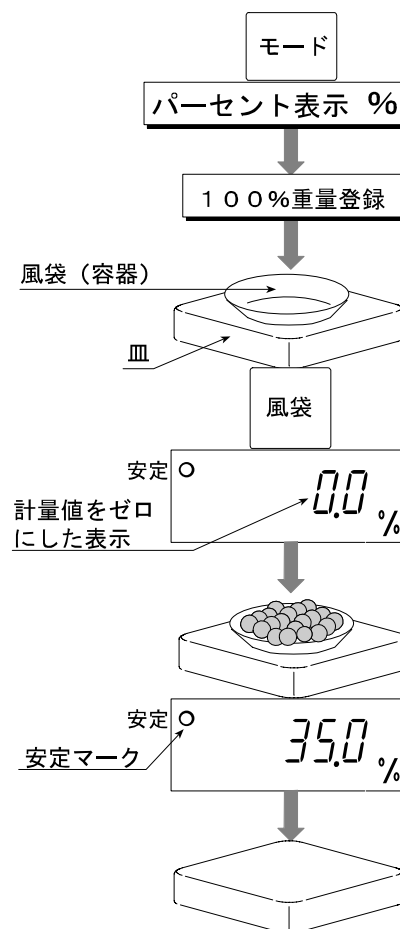 モード
パーセント表示 %
１００%重量登録
風袋（容器）
皿
風袋
安定
0.0 %
計量値をゼロ
にした表示
安定
35.0 %
安定マーク